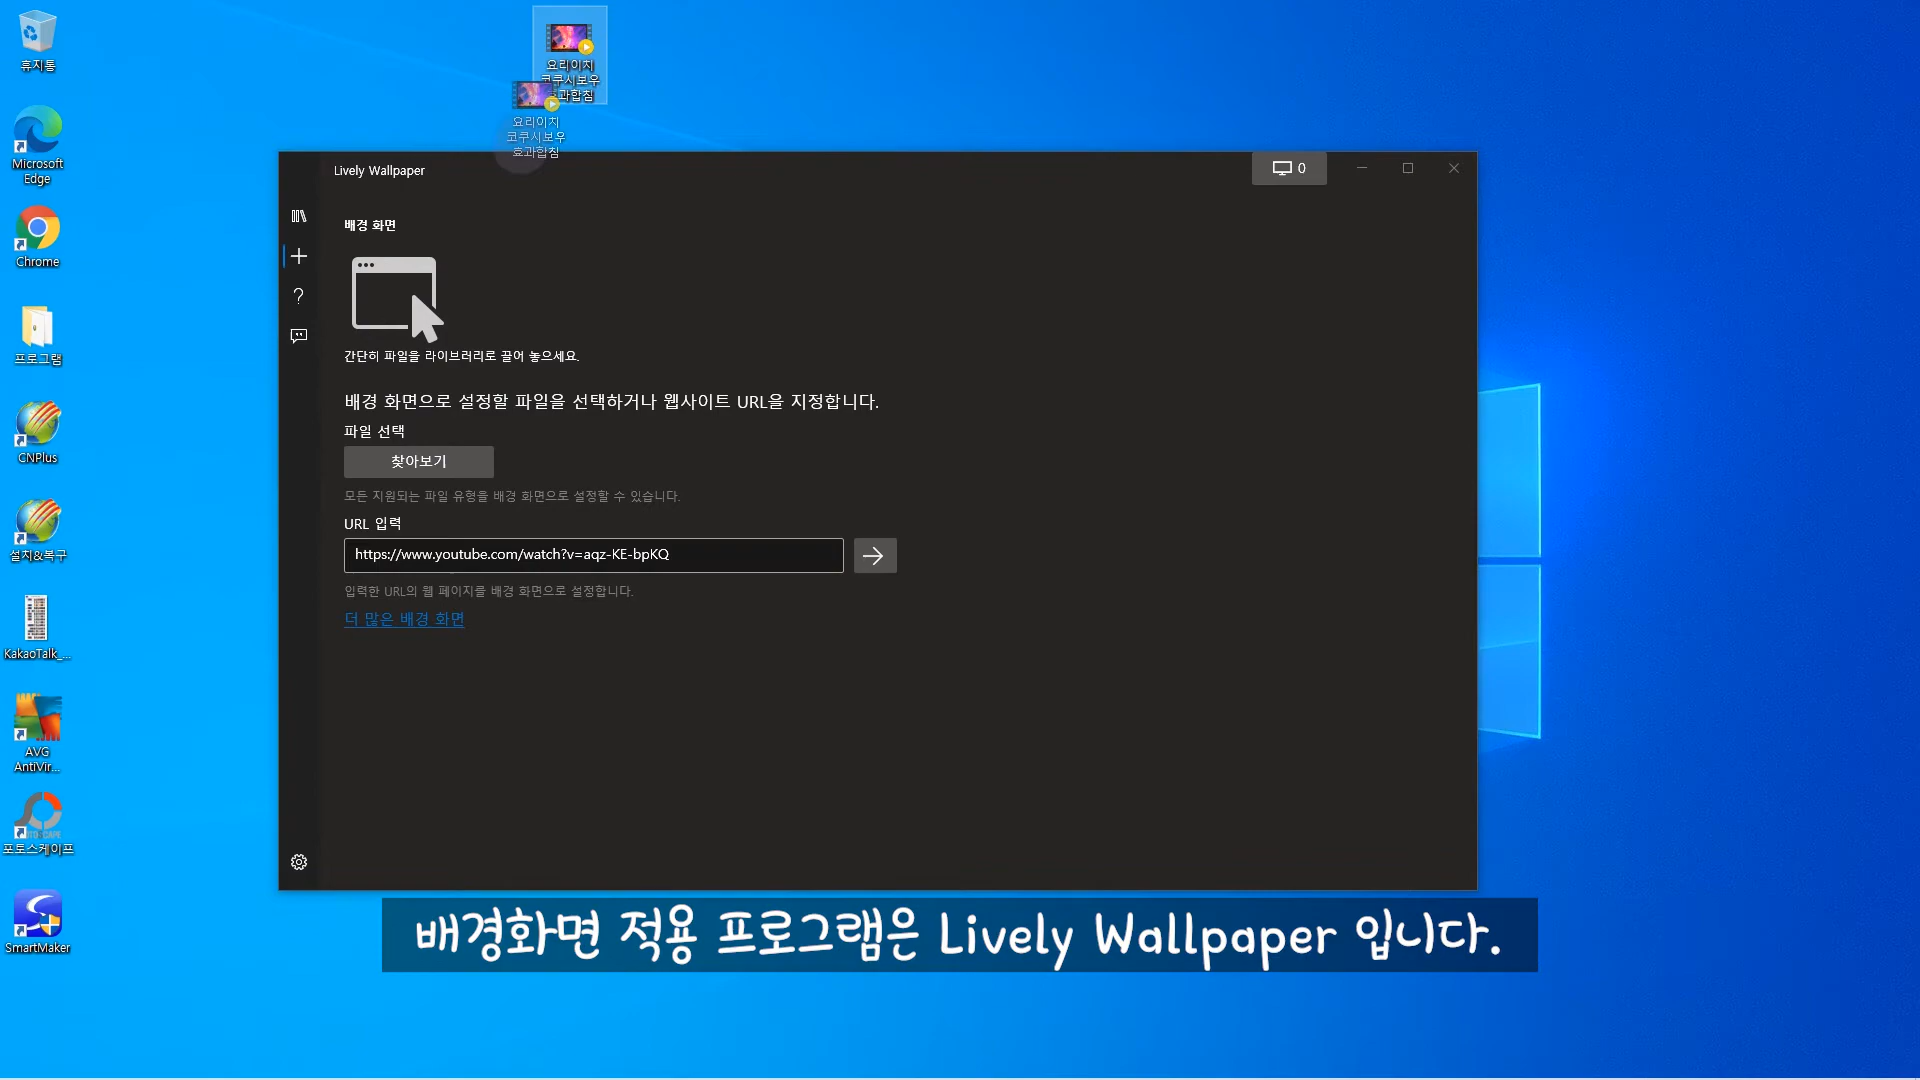 휴지통
Microsoft
Edge
Chrome
프로그램
CNPlus
설치&복구
KakaoTalk_...
AVG
AntiVir...
포토스케이프
SmartMaker
요리이치
코쿠시보우
효과합침
요리이치
코쿠시보우
효과합침
Lively Wallpaper
0
배경 화면
간단히 파일을 라이브러리로 끌어 놓으세요.
배경 화면으로 설정할 파일을 선택하거나 웹사이트 URL을 지정합니다.
파일 선택
찾아보기
모든 지원되는 파일 유형을 배경 화면으로 설정할 수 있습니다.
URL 입력
https://www.youtube.com/watch?v=aqz-KE-bpKQ
입력한 URL의 웹 페이지를 배경 화면으로 설정합니다.
더 많은 배경 화면
배경화면 적용 프로그램은 Lively Wallpaper 입니다.